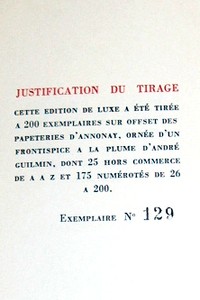 JUSTIFICATION DU TIRAGE
CETTE EDITION DE LUXE A ÉTÉ TIRÉE
A 200 EXEMPLAIRES SUR OFFSET DES
PAPETERIES D'ANNONAY, ORNÉE D'UN
FRONTISPICE A LA PLUME D'ANDRÉ
GUILMIN, DONT 25 HORS COMMERCE
DE A A Z ET 175 NUMÉROTÉS DE 26
A 200.
EXEMPLAIRE N° 129